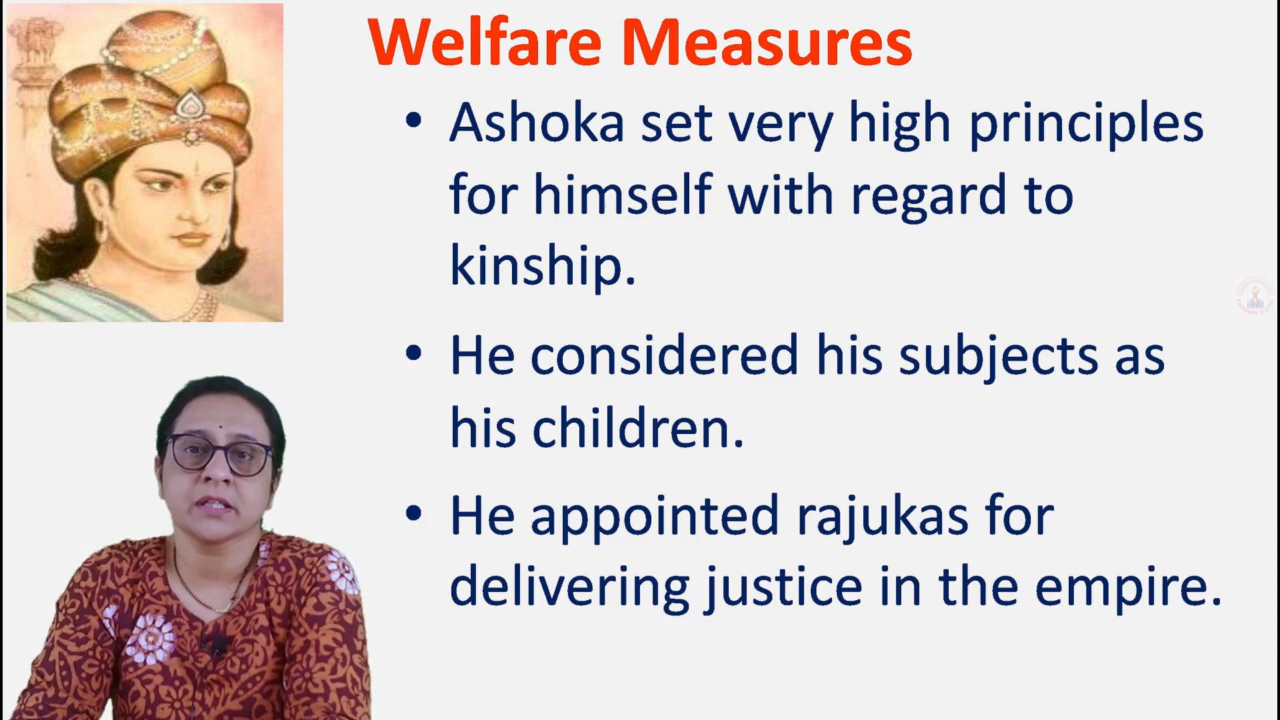 Welfare Measures
• Ashoka set very high principles
for himself with regard to
kinship.
• He considered his subjects as
his children.
• He appointed rajukas for
delivering justice in the empire.